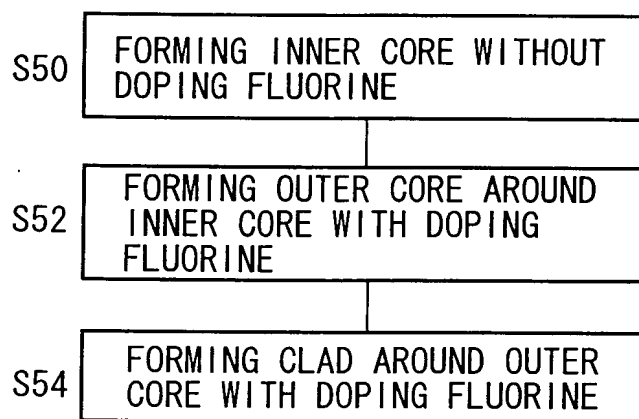 S50
FORMING INNER CORE WITHOUT
DOPING FLUORINE
S52
FORMING OUTER CORE AROUND
INNER CORE WITH DOPING
FLUORINE
S54
FORMING CLAD AROUND OUTER
CORE WITH DOPING FLUORINE